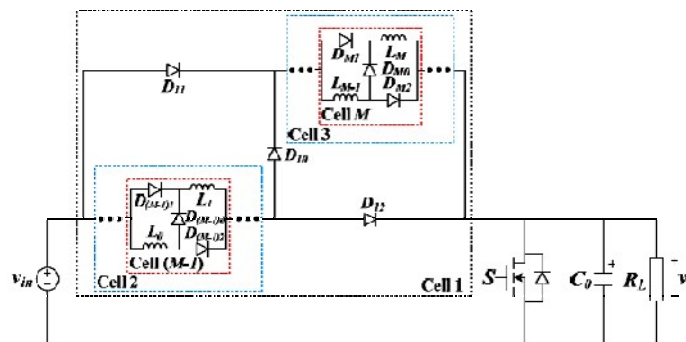 D11
DM1
LM
DM0
LM-1
DM2
Cell M
Cell 3
D10
D(M-1)1
L1
D(M-1)0
L0
D(M-1)2
Cell (M-1)
Cell 2
D12
Cell 1
vin
S
C0
+
RL
v